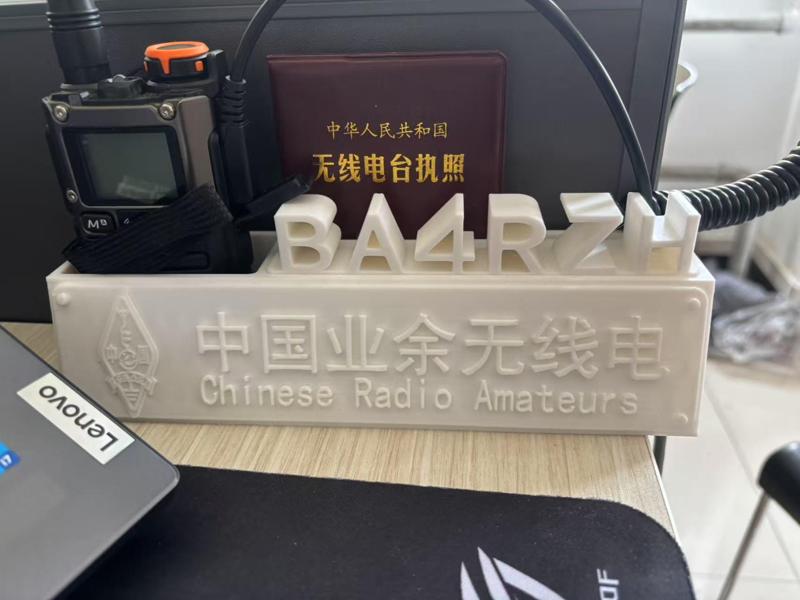 中华人民共和国
无线电台执照
BA4RZH
中国业余无线电
Chinese Radio Amateurs
Lenovo
i7
M